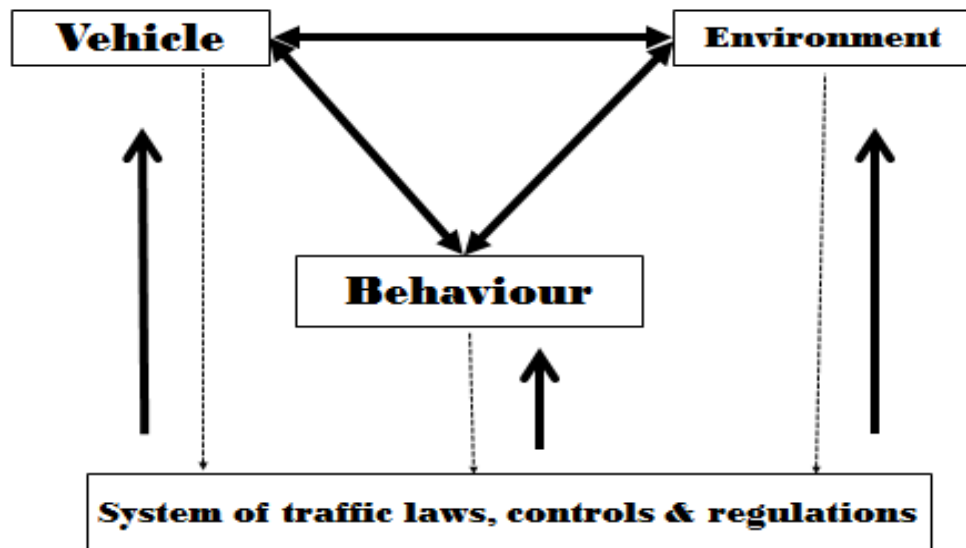 Vehicle
Environment
Behaviour
System of traffic laws, controls & regulations